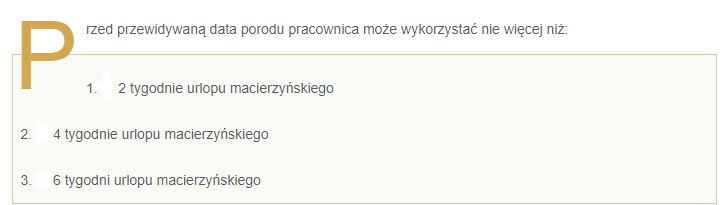 Przed przewidywaną data porodu pracownica może wykorzystać nie więcej niż:
1. 2 tygodnie urlopu macierzyńskiego
2. 4 tygodnie urlopu macierzyńskiego
3. 6 tygodni urlopu macierzyńskiego